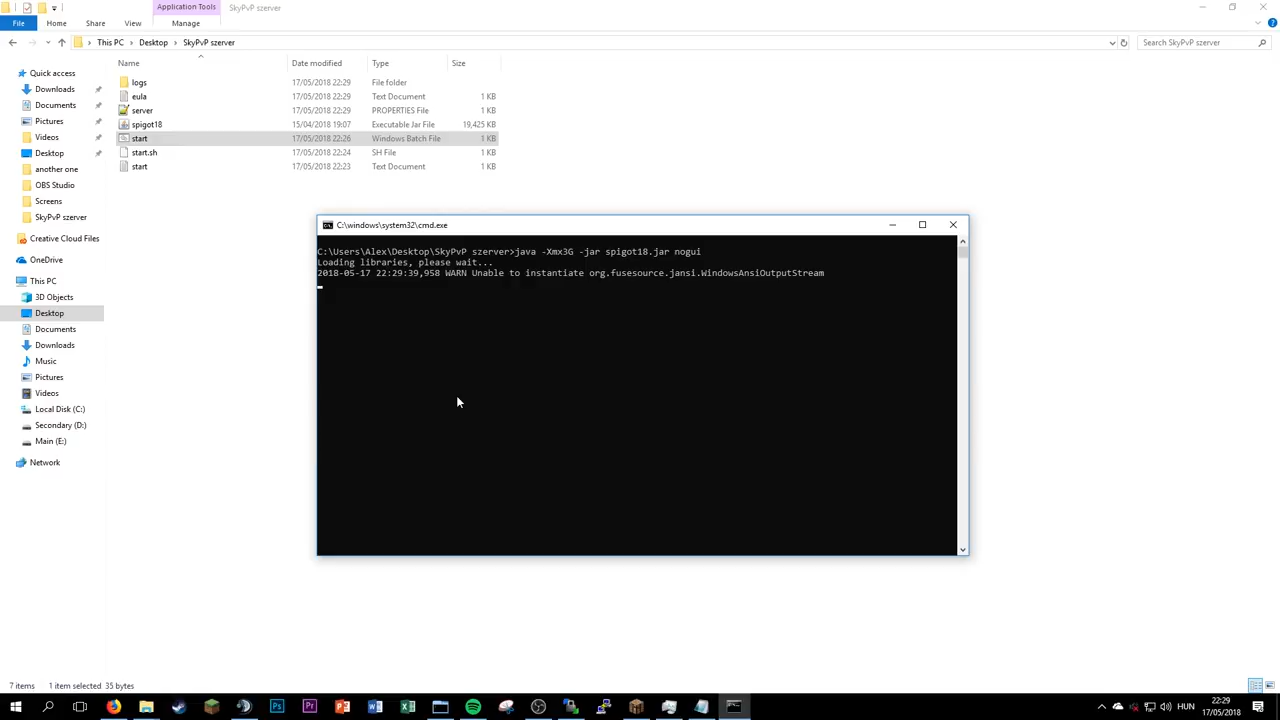 Application Tools
SkyPvP szerver
File
Home
Share
View
Manage
This PC
Desktop
SkyPvP szerver
Search SkyPvP szerver
Name
Date modified
Type
Size
Quick access
Downloads
Documents
Pictures
Videos
Desktop
another one
OBS Studio
Screens
SkyPvP szerver
Creative Cloud Files
OneDrive
This PC
3D Objects
Desktop
Documents
Downloads
Music
Pictures
Videos
Local Disk (C:)
Secondary (D:)
Main (E:)
Network
logs 17/05/2018 22:29 File folder
eula 17/05/2018 22:29 Text Document 1 KB
server 17/05/2018 22:29 PROPERTIES File 1 KB
spigot18 15/04/2018 19:07 Executable Jar File 19,425 KB
start 17/05/2018 22:26 Windows Batch File 1 KB
start.sh 17/05/2018 22:24 SH File 1 KB
start 17/05/2018 22:23 Text Document 1 KB
C:\windows\system32\cmd.exe
C:\Users\Alex\Desktop\SkyPvP szerver>java -Xmx3G -jar spigot18.jar nogui
Loading libraries, please wait...
2018-05-17 22:29:39,958 WARN Unable to instantiate org.fusesource.jansi.WindowsAnsiOutputStream
7 items 1 item selected 35 bytes
Ps
Pr
HUN
22:29
17/05/2018